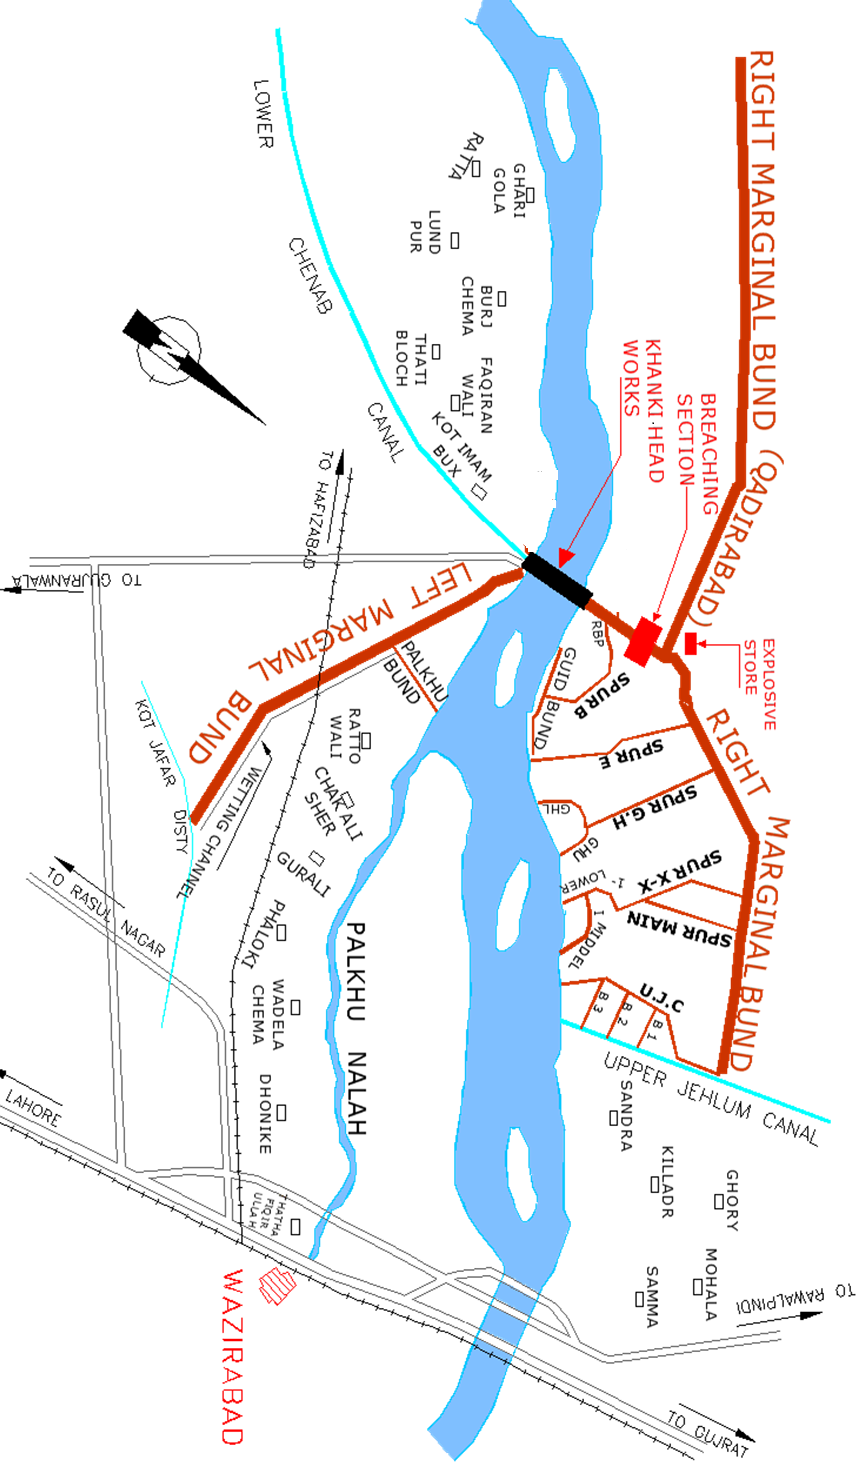 RIGHT MARGINAL BUND (QADIRABAD)
LOWER
CHENAB
CANAL
RATTA
GHARI
GOLA
LUND
PUR
BURJ
CHEMA
THATI
BLOCH
FAQIRAN
WALI
KOT IMAM
BUX
KHANKI HEAD
WORKS
BREACHING
SECTION
EXPLOSIVE
STORE
TO HAFIZABAD
TO GUJRANWALA
LEFT MARGINAL
BUND
PALKHU
BUND
RBP
GUID BUND
SPUR B
SPUR E
SPUR G.H
GHL
GHU
SPUR X-X
LOWER
SPUR MAIN
I MIDDEL
U.J.C
B 3
B 2
B 1
RIGHT MARGINAL BUND
KOT JAFAR
DISTY
WETTING CHANNEL
RATTO
WALI
CHAK ALI
SHER
GURALI
PHALOKI
WADELA
CHEMA
DHONIKE
THATHA
FIQIR
ULLAH
PALKHU NALAH
TO RASUL NAGAR
LAHORE
WAZIRABAD
UPPER JEHLUM CANAL
SANDRA
KILLADR
GHORY
SAMMA
MOHALA
TO RAWALPINDI
TO GUJRAT